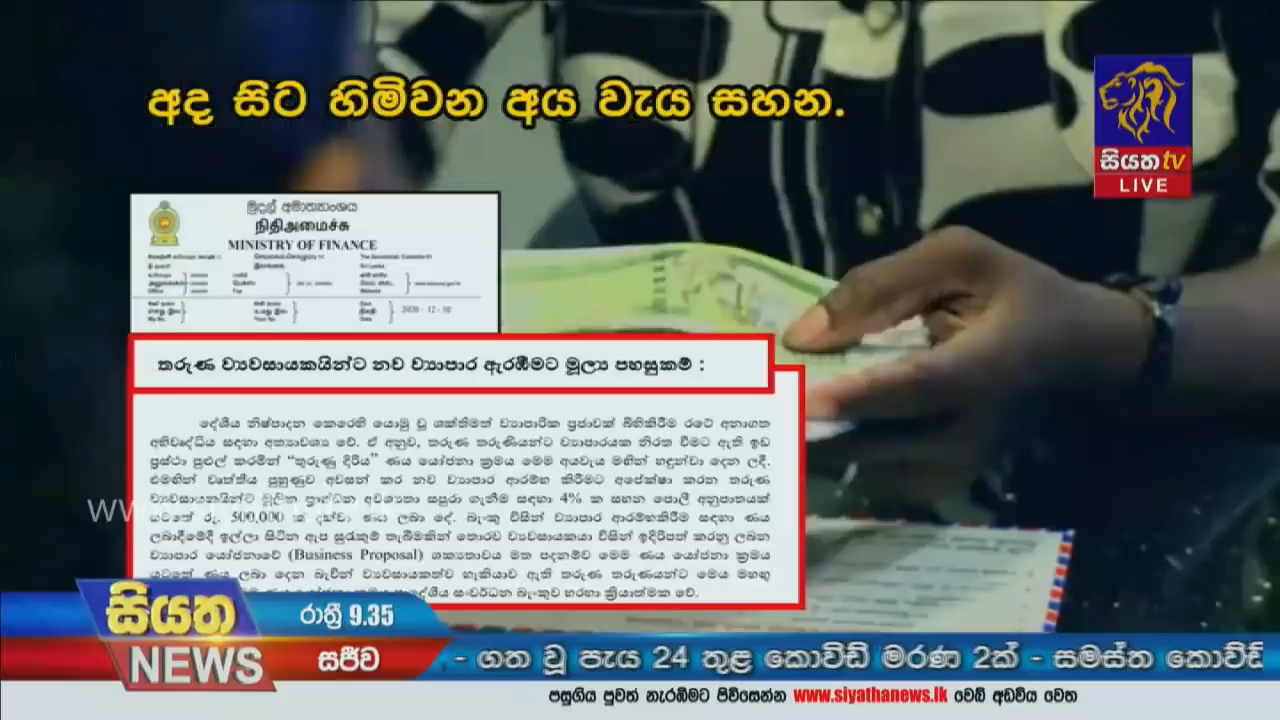 අද සිට හිමිවන අය වැය සහන.
සියත tv
LIVE
මුදල් අමාත්‍යාංශය
நிதிஅமைச்சு
MINISTRY OF FINANCE
2020 - 12 - 10
තරුණ ව්‍යවසායකයින්ට නව ව්‍යාපාර ඇරඹීමට මූල්‍ය පහසුකම් :
දේශීය නිෂ්පාදන කෙරෙහි යොමු වූ ශක්තිමත් ව්‍යාපාරික ප්‍රජාවක් බිහිකිරීම රටේ අනාගත
අභිවෘද්ධිය සඳහා අත්‍යාවශ්‍ය වේ. ඒ අනුව, තරුණ තරුණියන්ට ව්‍යාපාරයක නිරත වීමට ඇති ඉඩ
ප්‍රස්ථා පුළුල් කරමින් “තුරුණු දිරිය” ණය යෝජනා ක්‍රමය මෙම අයවැය මඟින් හඳුන්වා දෙන ලදී.
එමඟින් වෘත්තීය පුහුණුව අවසන් කර නව ව්‍යාපාර ආරම්භ කිරීමට අපේක්ෂා කරන තරුණ
ව්‍යවසායකයින්ට මූලික ප්‍රාග්ධන අවශ්‍යතා සපුරා ගැනීම සඳහා 4% ක සහන පොලී අනුපාතයක්
යටතේ රු. 500,000 ක් දක්වා ණය ලබා දේ. බැංකු විසින් ව්‍යාපාර ආරම්භකිරීම සඳහා ණය
ලබාදීමේදී ඉල්ලා සිටින ඇප සුරැකුම් තැබීමකින් තොරව ව්‍යවසායකයා විසින් ඉදිරිපත් කරනු ලබන
ව්‍යාපාර යෝජනාවේ (Business Proposal) ශක්‍යතාවය මත පදනම්ව මෙම ණය යෝජනා ක්‍රමය
යටතේ ණය ලබා දෙන බැවින් ව්‍යවසායකත්ව හැකියාව ඇති තරුණ තරුණයන්ට මෙය මහඟු
දේශීය සංවර්ධන බැංකුව හරහා ක්‍රියාත්මක වේ.
සියත
NEWS
රාත්‍රී 9.35
සජීව
- ගත වූ පැය 24 තුළ කොවිඩ් මරණ 2ක් - සමස්ත කොවිඩ්
පසුගිය පුවත් නැරඹීමට පිවිසෙන්න www.siyathanews.lk වෙබ් අඩවිය වෙත